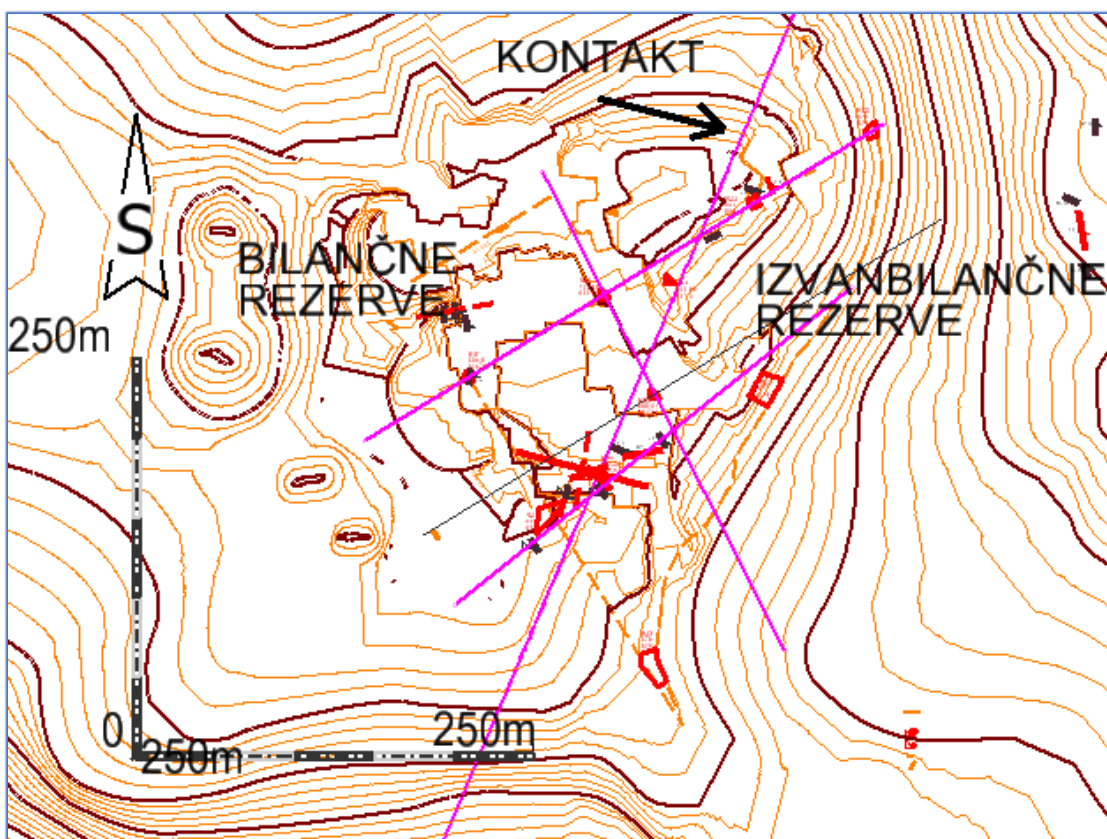 KONTAKT
S
BILANČNE
REZERVE
IZVANBILANČNE
REZERVE
250m
0
250m
250m